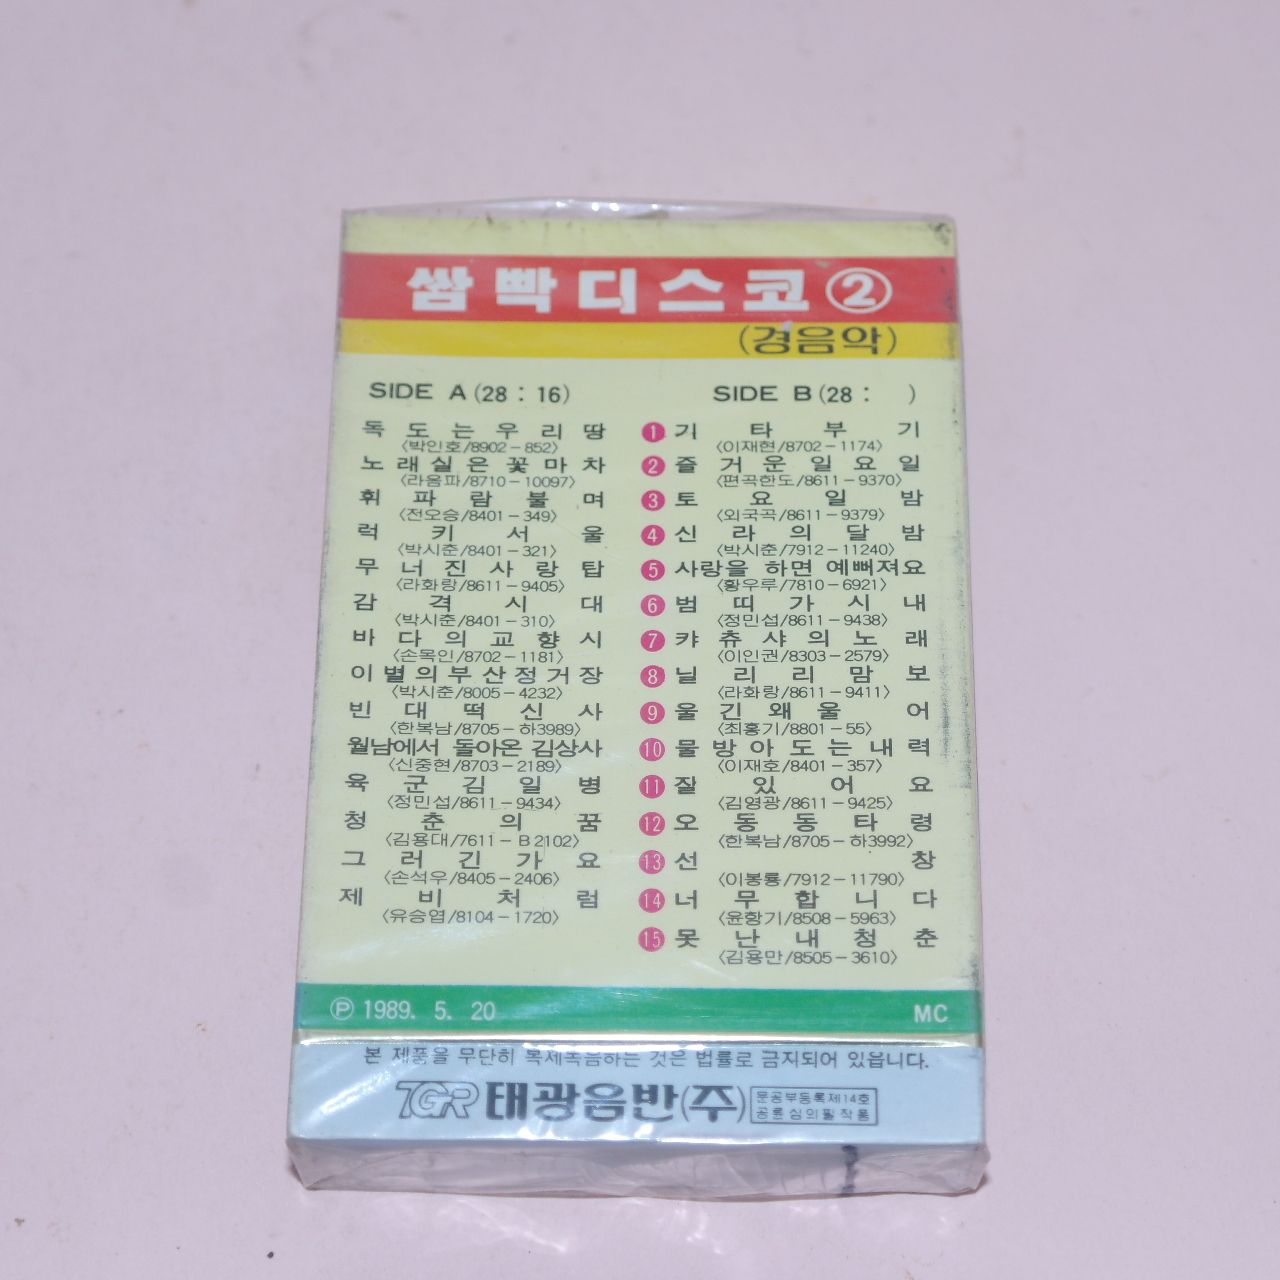 쌈빡디스코②
(경음악)
SIDE A (28 : 16)
독도는우리땅
〈박인호/8902-852〉
노래실은꽃마차
〈라음파/8710-10097〉
휘파람불며
〈전오승/8401-349〉
럭키서울
〈박시춘/8401-321〉
무너진사랑탑
〈라화랑/8611-9405〉
감격시대
〈박시춘/8401-310〉
바다의교향시
〈손목인/8702-1181〉
이별의부산정거장
〈박시춘/8005-4232〉
빈대떡신사
〈한복남/8705-하3989〉
월남에서 돌아온 김상사
〈신중현/8703-2189〉
육군김일병
〈정민섭/8611-9434〉
청춘의꿈
〈김용대/7611-B2102〉
그러긴가요
〈손석우/8405-2406〉
제비처럼
〈유승엽/8104-1720〉
SIDE B (28 : )
1 기타부기
〈이재현/8702-1174〉
2 즐거운일요일
〈편곡한도/8611-9370〉
3 토요일밤
〈외국곡/8611-9379〉
4 신라의달밤
〈박시춘/7912-11240〉
5 사랑을 하면 예뻐져요
〈황우루/7810-6921〉
6 범띠가시내
〈정민섭/8611-9438〉
7 캬츄샤의노래
〈이인권/8303-2579〉
8 닐리리맘보
〈라화랑/8611-9411〉
9 울긴왜울어
〈최홍기/8801-55〉
10 물방아도는내력
〈이재호/8401-357〉
11 잘있어요
〈김영광/8611-9425〉
12 오동동타령
〈한복남/8705-하3992〉
13 선창
〈이봉룡/7912-11790〉
14 너무합니다
〈윤항기/8508-5963〉
15 못난내청춘
〈김용만/8505-3610〉
Ⓟ 1989. 5. 20
MC
본 제품을 무단히 복제녹음하는 것은 법률로 금지되어 있읍니다.
TGR 태광음반(주)
문공부등록제14호
공륜심의필작품